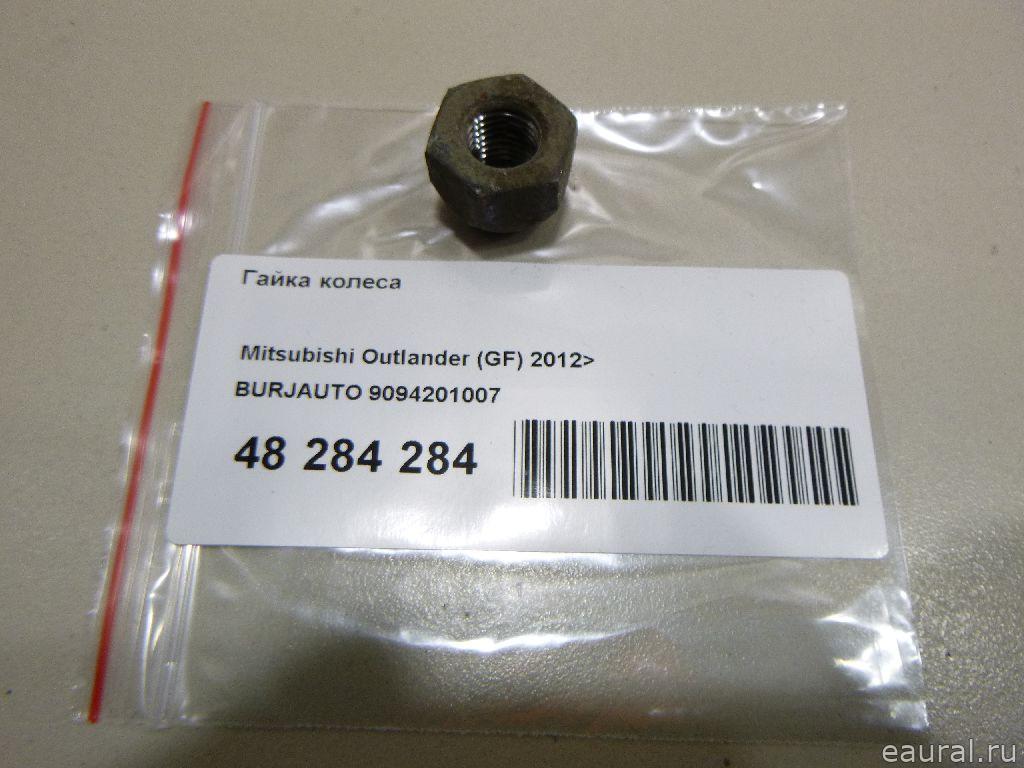 Гайка колеса
Mitsubishi Outlander (GF) 2012>
BURJAUTO 9094201007
48 284 284
eaural.ru